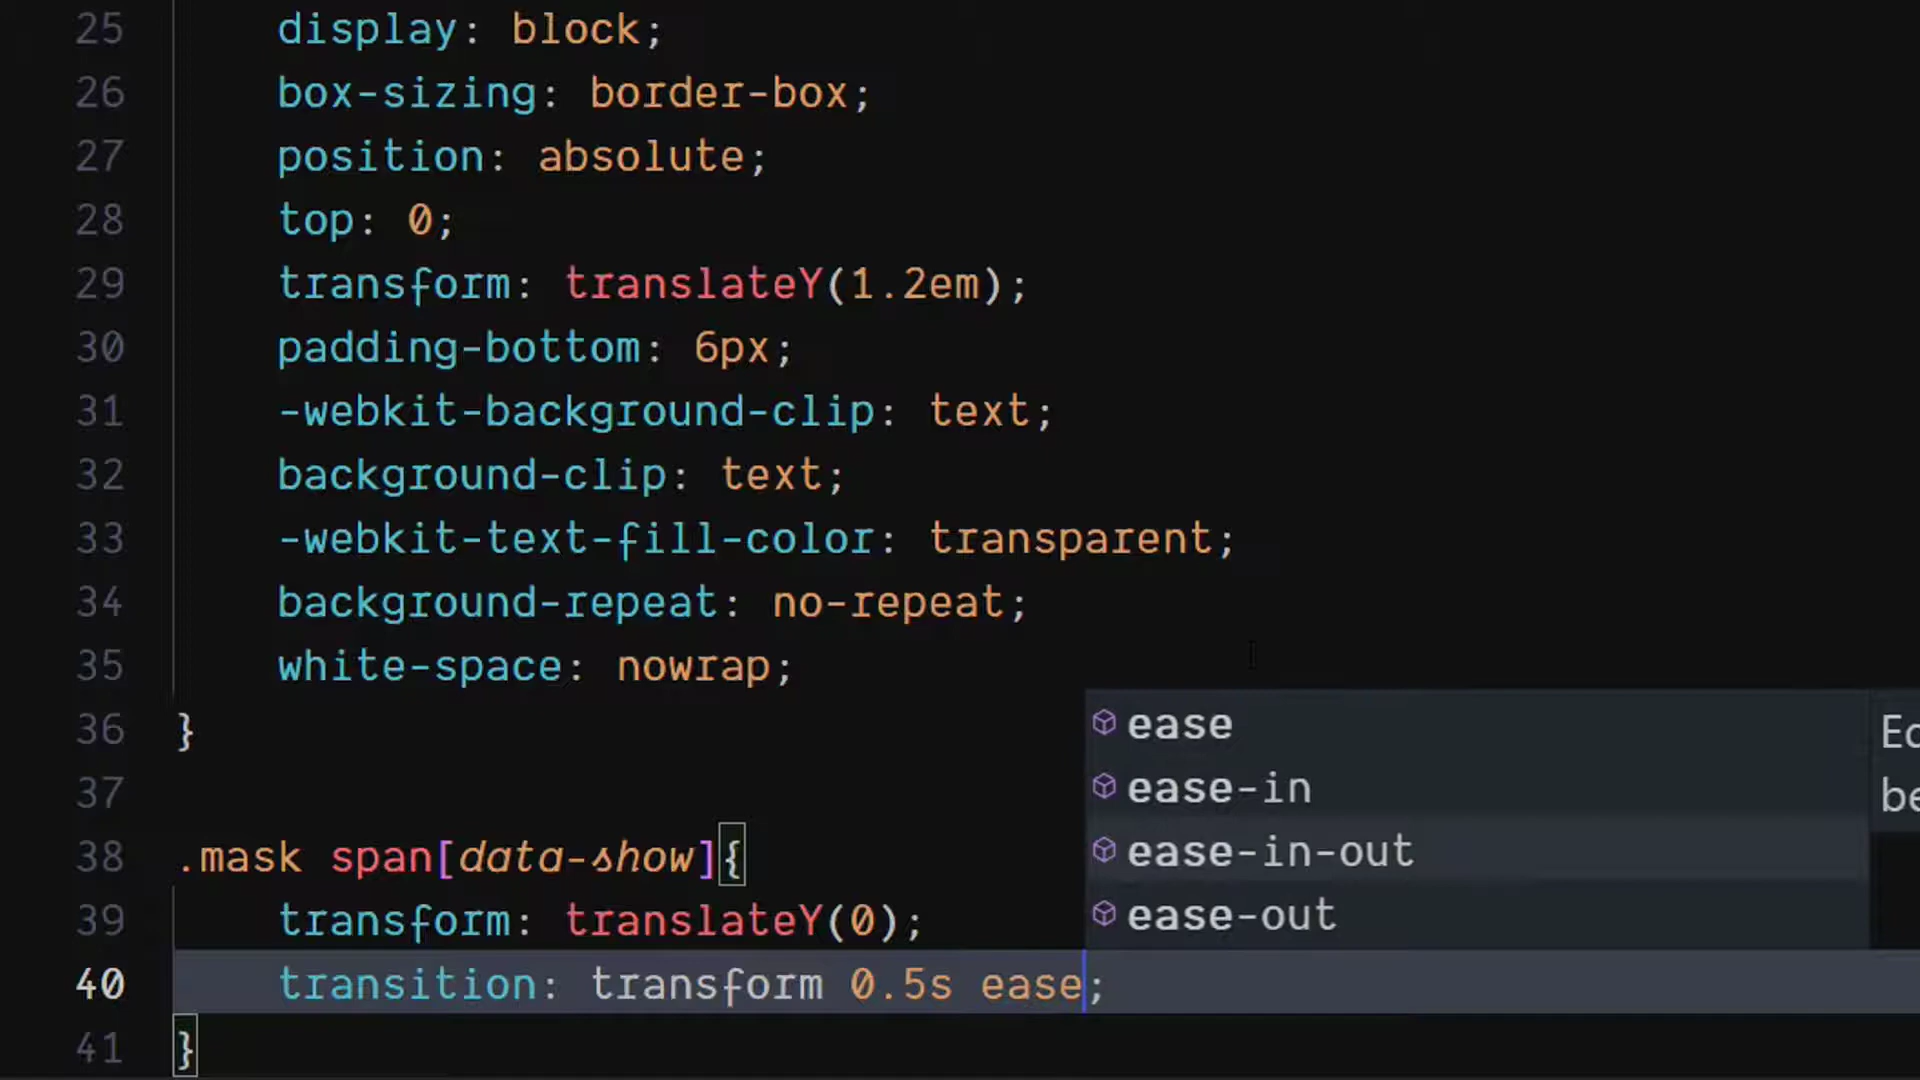 25 display: block;
26 box-sizing: border-box;
27 position: absolute;
28 top: 0;
29 transform: translateY(1.2em);
30 padding-bottom: 6px;
31 -webkit-background-clip: text;
32 background-clip: text;
33 -webkit-text-fill-color: transparent;
34 background-repeat: no-repeat;
35 white-space: nowrap;
36 }
37
38 .mask span[data-show]{
39 transform: translateY(0);
40 transition: transform 0.5s ease;
41 }
ease
ease-in
ease-in-out
ease-out